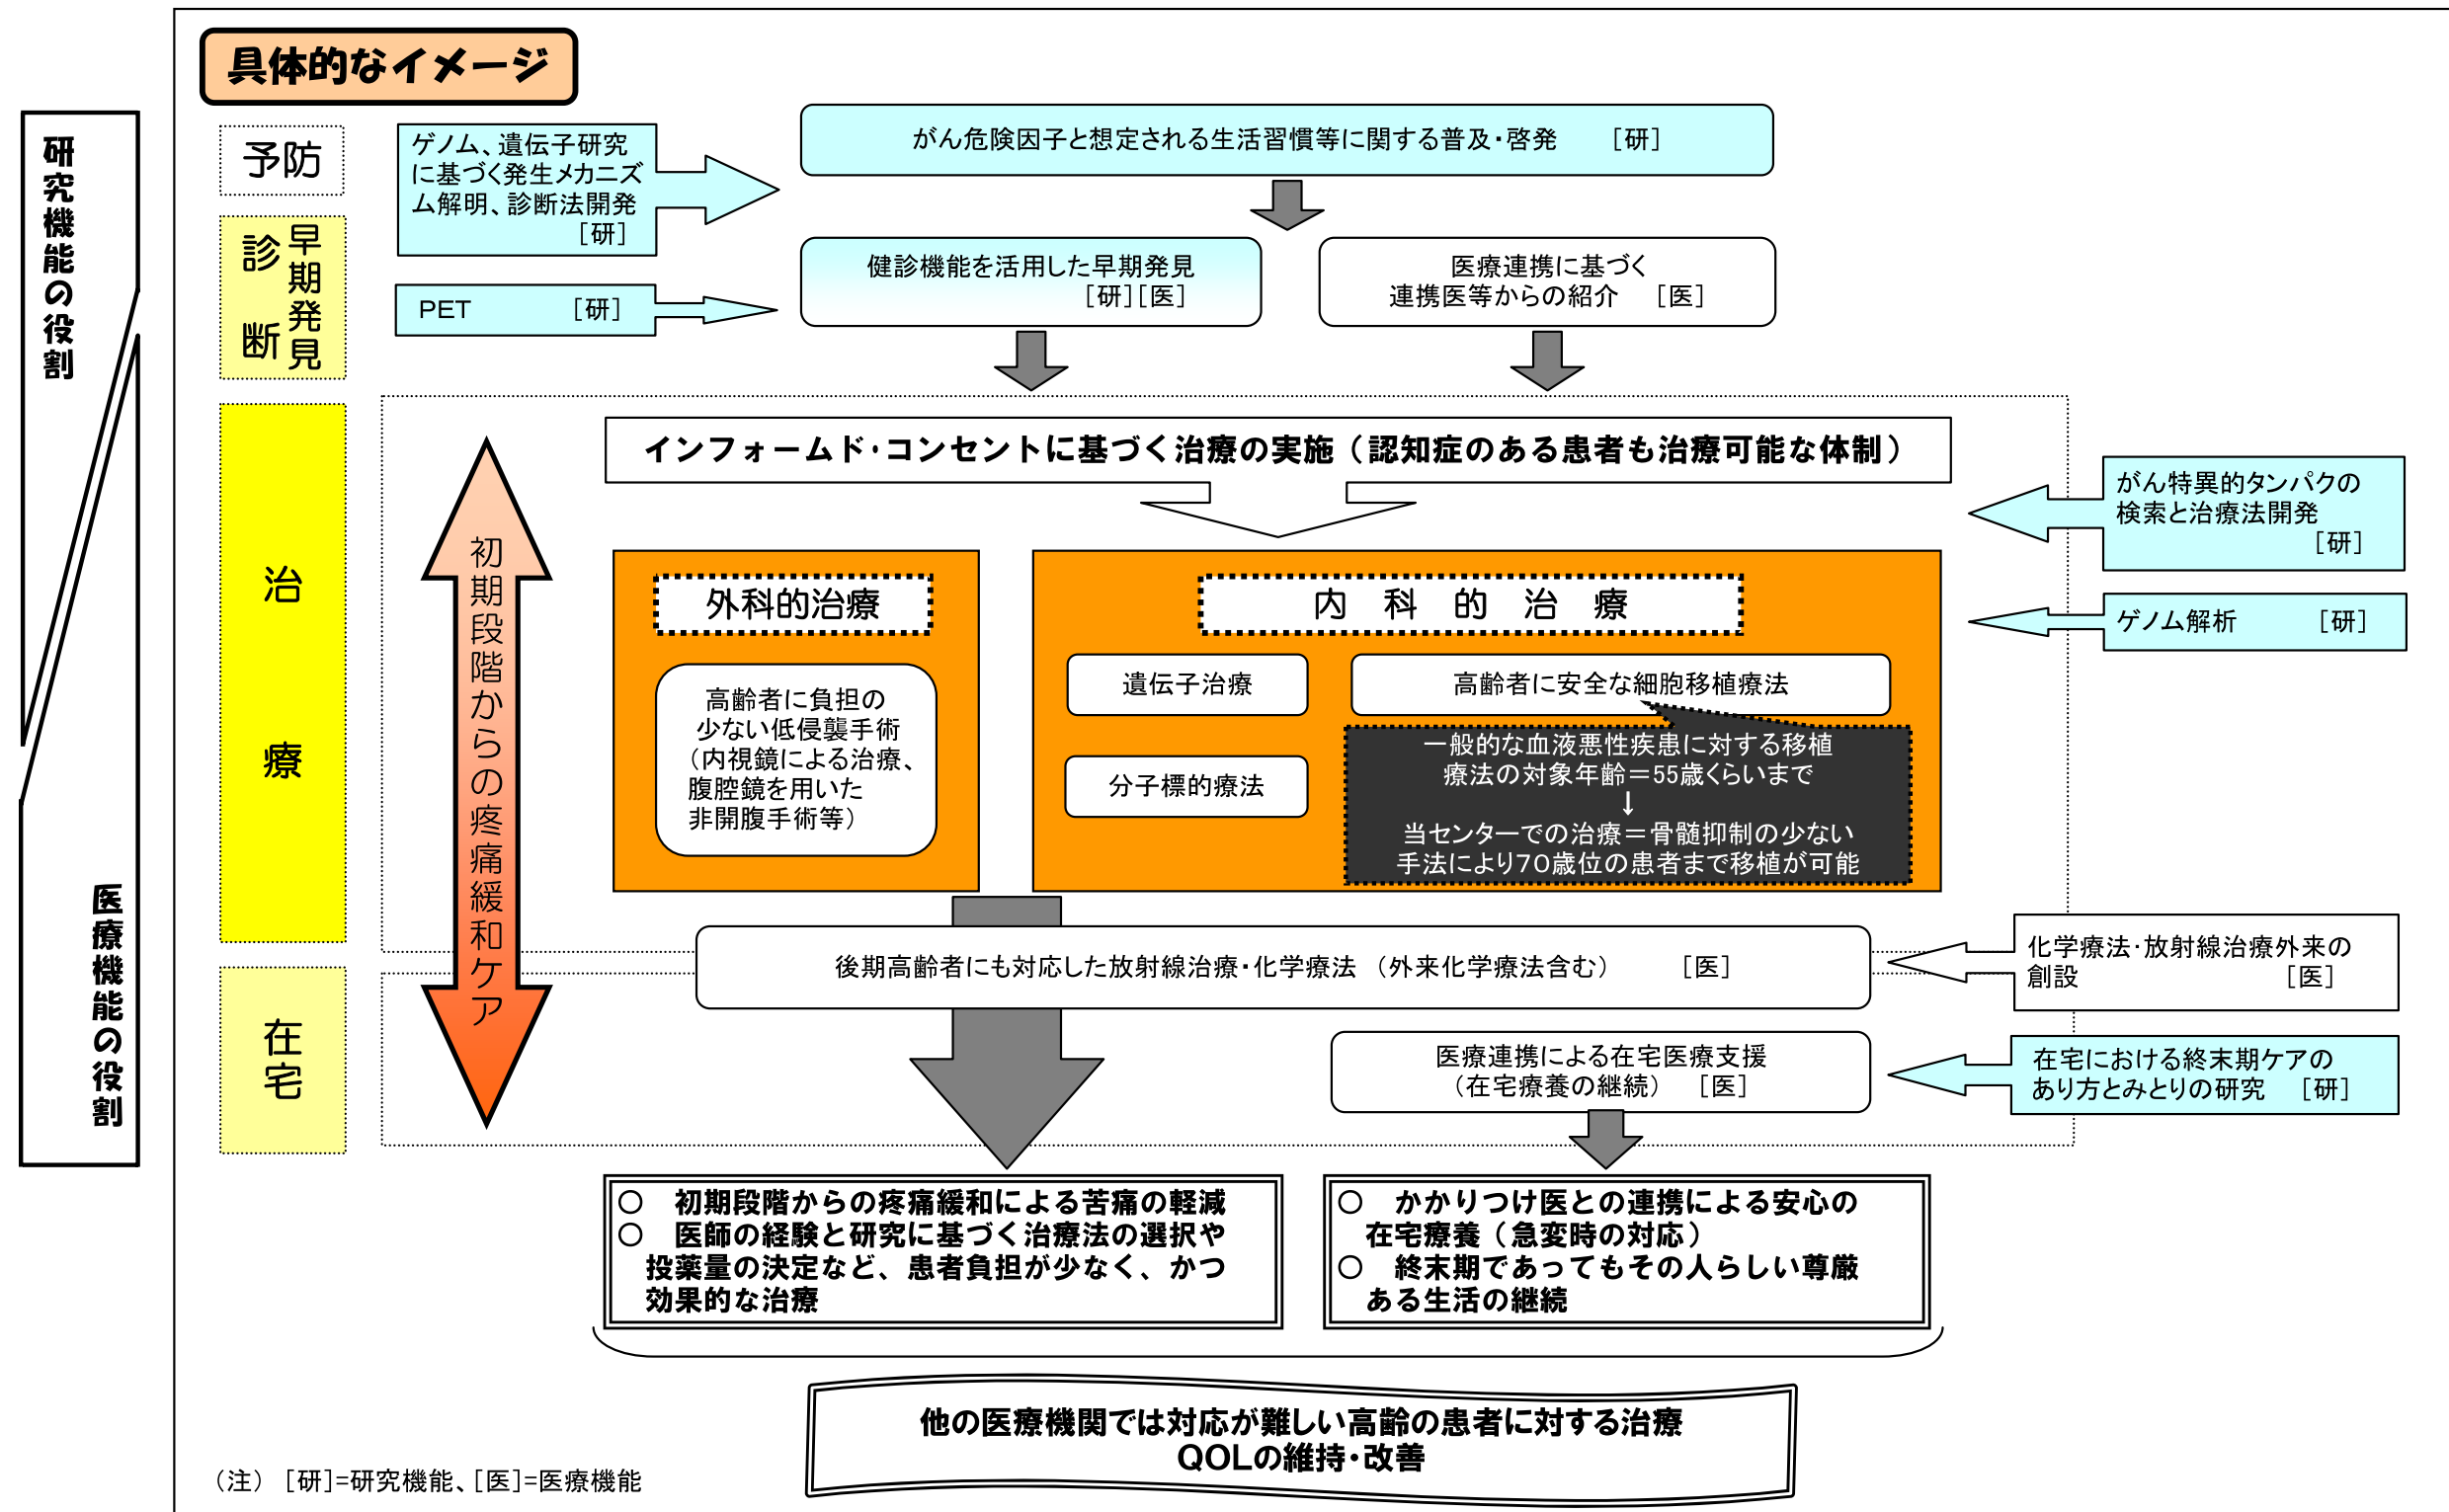 具体的なイメージ
研究機能の役割
医療機能の役割
予防
早期発見
診断
治療
在宅
ゲノム、遺伝子研究
に基づく発生メカニズ
ム解明、診断法開発
［研］
PET ［研］
がん危険因子と想定される生活習慣等に関する普及・啓発 ［研］
健診機能を活用した早期発見
［研］［医］
医療連携に基づく
連携医等からの紹介 ［医］
インフォームド・コンセントに基づく治療の実施（認知症のある患者も治療可能な体制）
初期段階からの疼痛緩和ケア
外科的治療
高齢者に負担の
少ない低侵襲手術
（内視鏡による治療、
腹腔鏡を用いた
非開腹手術等）
内科的治療
遺伝子治療
高齢者に安全な細胞移植療法
分子標的療法
一般的な血液悪性疾患に対する移植
療法の対象年齢＝55歳くらいまで
↓
当センターでの治療＝骨髄抑制の少ない
手法により７０歳位の患者まで移植が可能
がん特異的タンパクの
検索と治療法開発
［研］
ゲノム解析 ［研］
後期高齢者にも対応した放射線治療・化学療法 （外来化学療法含む） ［医］
化学療法・放射線治療外来の
創設 ［医］
医療連携による在宅医療支援
（在宅療養の継続） ［医］
在宅における終末期ケアの
あり方とみとりの研究 ［研］
○ 初期段階からの疼痛緩和による苦痛の軽減
○ 医師の経験と研究に基づく治療法の選択や
投薬量の決定など、患者負担が少なく、かつ
効果的な治療
○ かかりつけ医との連携による安心の
在宅療養（急変時の対応）
○ 終末期であってもその人らしい尊厳
ある生活の継続
他の医療機関では対応が難しい高齢の患者に対する治療
QOLの維持・改善
（注） ［研］=研究機能、［医］=医療機能